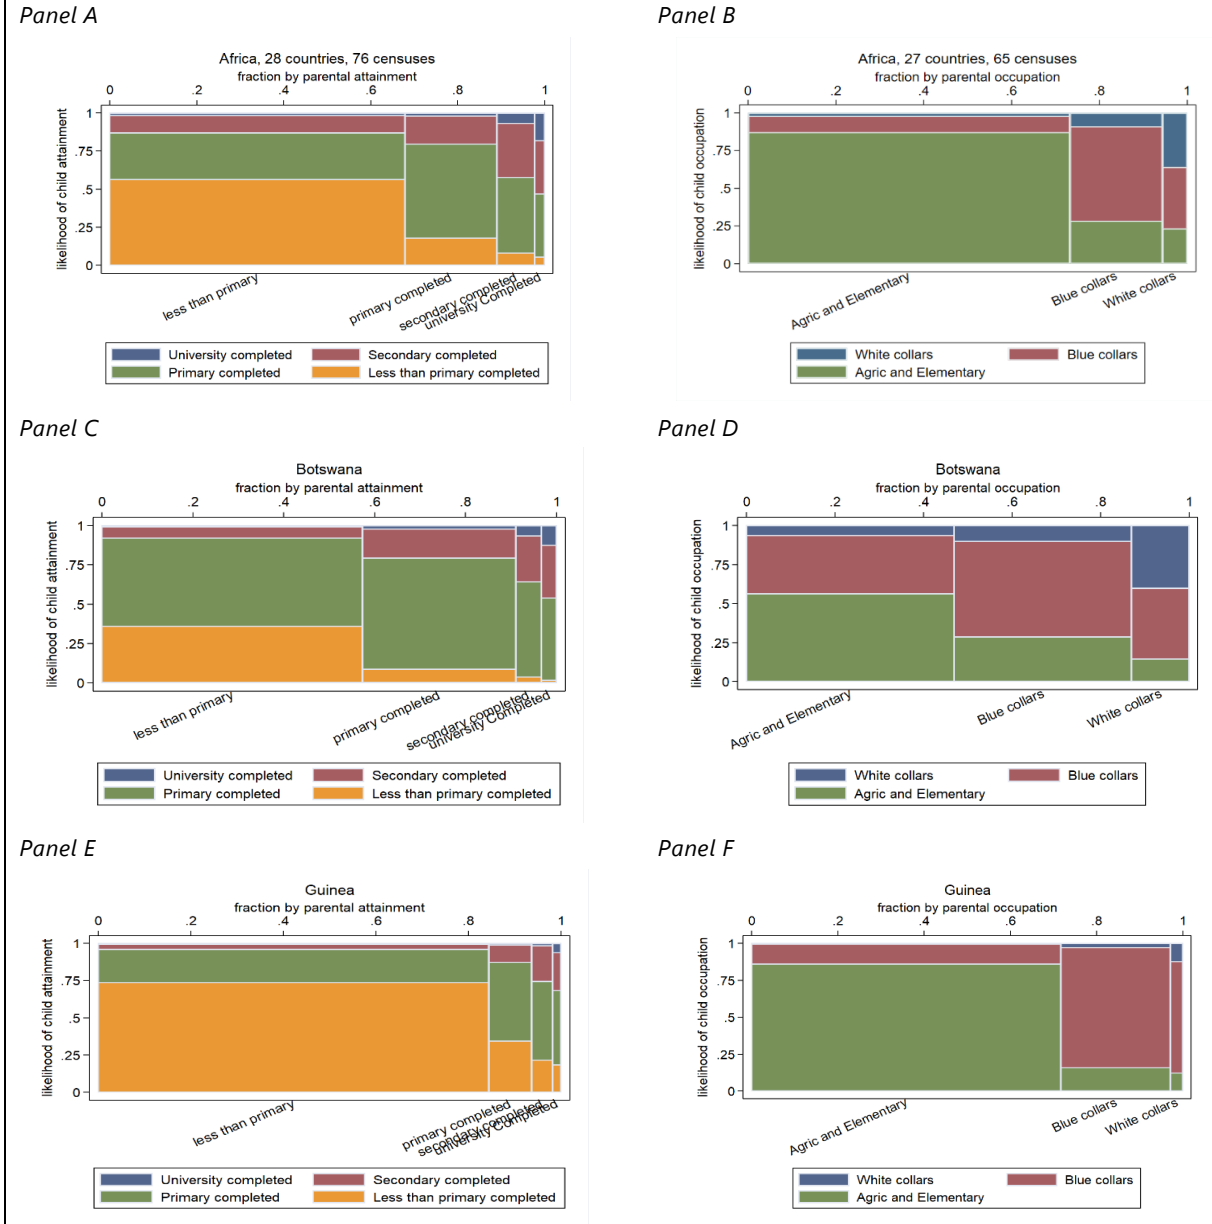 Panel A
Africa, 28 countries, 76 censuses
fraction by parental attainment
0 .2 .4 .6 .8 1
likelihood of child attainment
1
.75
.5
.25
0
less than primary
primary completed
secondary completed
university Completed
University completed
Secondary completed
Primary completed
Less than primary completed
Panel B
Africa, 27 countries, 65 censuses
fraction by parental occupation
0 .2 .4 .6 .8 1
likelihood of child occupation
1
.75
.5
.25
0
Agric and Elementary
Blue collars
White collars
White collars
Blue collars
Agric and Elementary
Panel C
Botswana
fraction by parental attainment
0 .2 .4 .6 .8 1
likelihood of child attainment
1
.75
.5
.25
0
less than primary
primary completed
secondary completed
university Completed
University completed
Secondary completed
Primary completed
Less than primary completed
Panel D
Botswana
fraction by parental occupation
0 .2 .4 .6 .8 1
likelihood of child occupation
1
.75
.5
.25
0
Agric and Elementary
Blue collars
White collars
White collars
Blue collars
Agric and Elementary
Panel E
Guinea
fraction by parental attainment
0 .2 .4 .6 .8 1
likelihood of child attainment
1
.75
.5
.25
0
less than primary
primary completed
secondary completed
university Completed
University completed
Secondary completed
Primary completed
Less than primary completed
Panel F
Guinea
fraction by parental occupation
0 .2 .4 .6 .8 1
likelihood of child occupation
1
.75
.5
.25
0
Agric and Elementary
Blue collars
White collars
White collars
Blue collars
Agric and Elementary